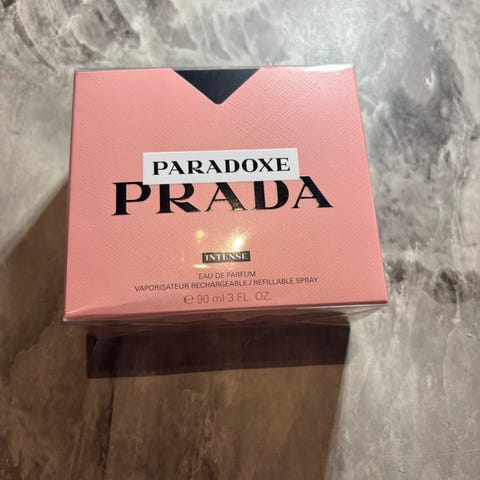 PARADOXE
PRADA
INTENSE
EAU DE PARFUM
VAPORISATEUR RECHARGEABLE / REFILLABLE SPRAY
℮ 90 ml 3 FL. OZ.